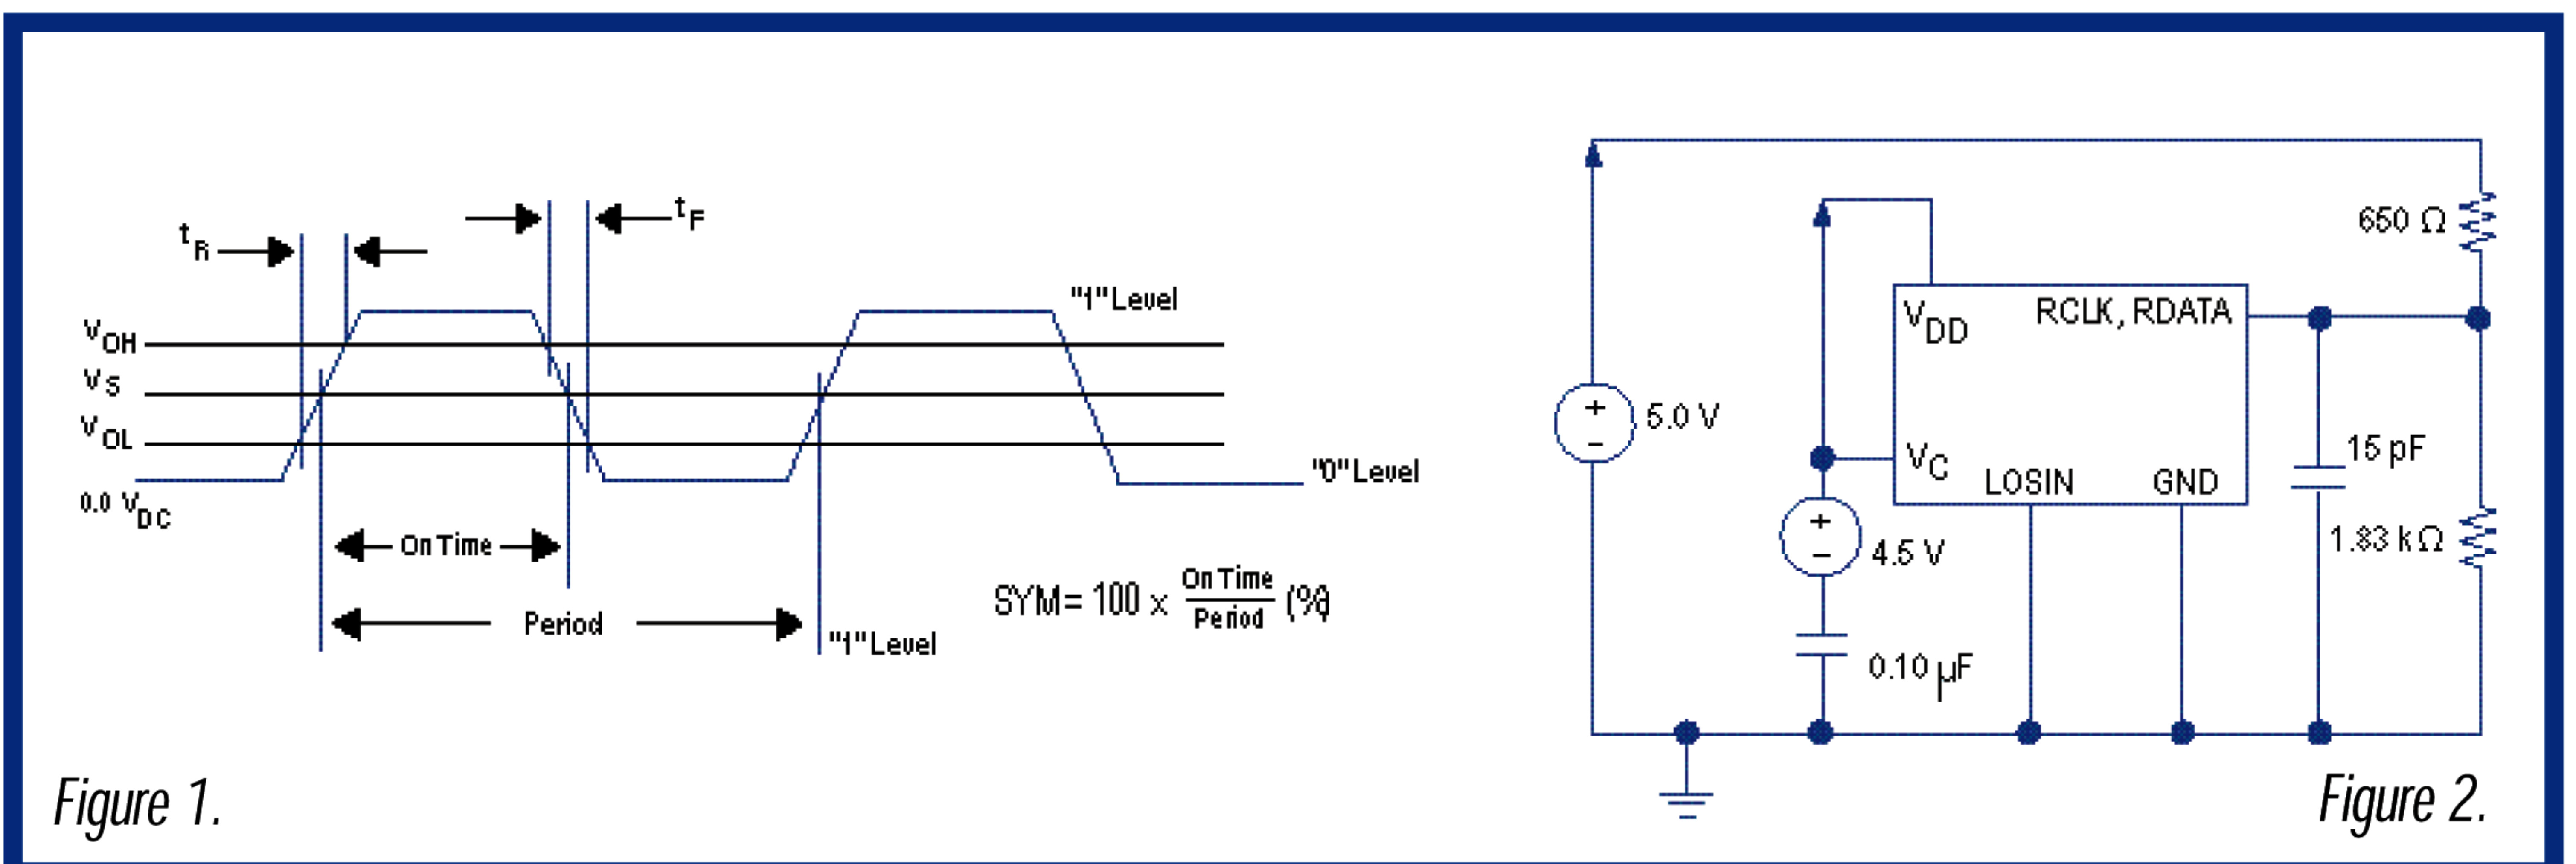 tR
tF
"1" Level
VOH
VS
VOL
"0" Level
0.0 VDC
On Time
Period
"1" Level
SYM = 100 x On Time / Period (%)
Figure 1.
650 Ω
VDD
RCLK, RDATA
+
-
5.0 V
VC
LOSIN
GND
15 pF
+
-
4.5 V
1.83 kΩ
0.10 µF
Figure 2.